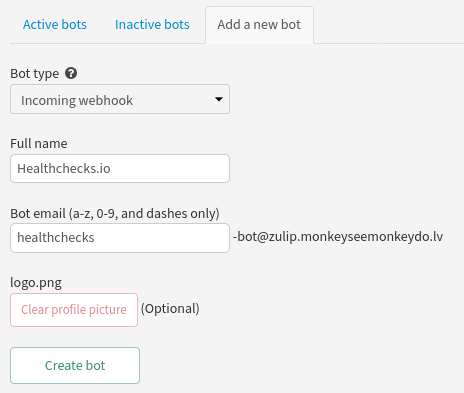 Active bots Inactive bots Add a new bot
Bot type ?
Incoming webhook
Full name
Healthchecks.io
Bot email (a-z, 0-9, and dashes only)
healthchecks -bot@zulip.monkeyseemonkeydo.lv
logo.png
Clear profile picture (Optional)
Create bot